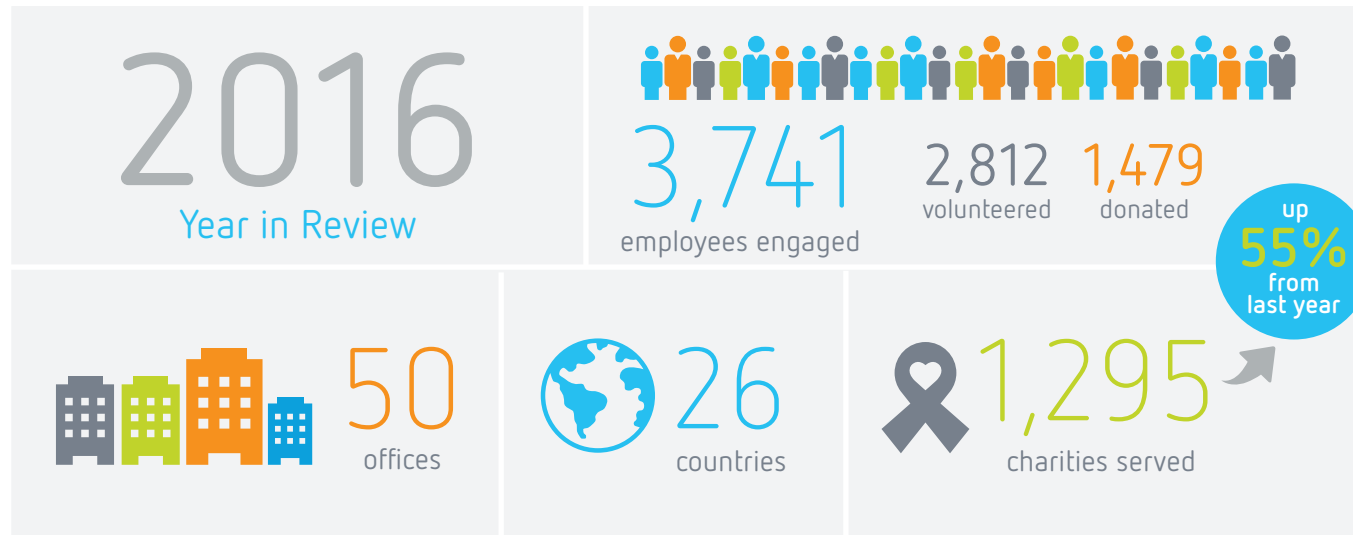 2016
Year in Review
3,741
employees engaged
2,812
volunteered
1,479
donated
50
offices
26
countries
1,295
charities served
up
55%
from
last year